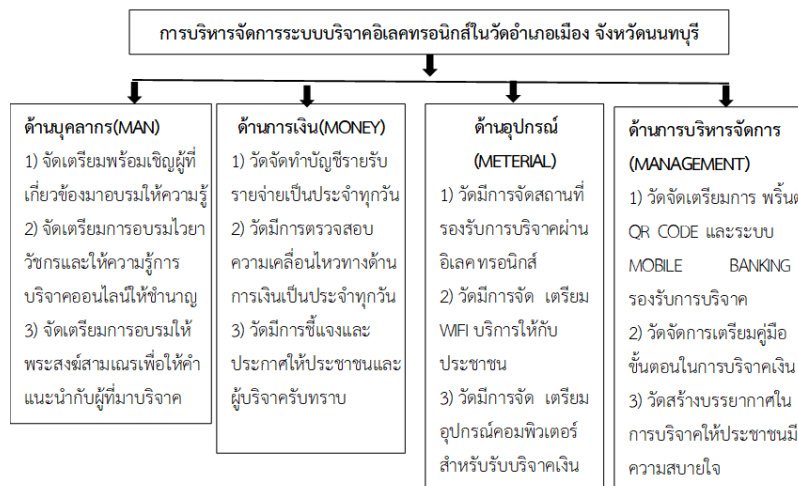 การบริหารจัดการระบบบริจาคอิเลคทรอนิกส์ในวัดอำเภอเมือง จังหวัดนนทบุรี
ด้านบุคลากร(MAN)
1) จัดเตรียมพร้อมเชิญผู้ที่
เกี่ยวข้องมาอบรมให้ความรู้
2) จัดเตรียมการอบรมไวยา
วัชกรและให้ความรู้การ
บริจาคออนไลน์ให้ชำนาญ
3) จัดเตรียมการอบรมให้
พระสงฆ์สามเณรเพื่อให้คำ
แนะนำกับผู้ที่มาบริจาค
ด้านการเงิน(MONEY)
1) วัดจัดทำบัญชีรายรับ
รายจ่ายเป็นประจำทุกวัน
2) วัดมีการตรวจสอบ
ความเคลื่อนไหวทางด้าน
การเงินเป็นประจำทุกวัน
3) วัดมีการชี้แจงและ
ประกาศให้ประชาชนและ
ผู้บริจาครับทราบ
ด้านอุปกรณ์
(METERIAL)
1) วัดมีการจัดสถานที่
รองรับการบริจาคผ่าน
อิเลคทรอนิกส์
2) วัดมีการจัด เตรียม
WIFI บริการให้กับ
ประชาชน
3) วัดมีการจัด เตรียม
อุปกรณ์คอมพิวเตอร์
สำหรับรับบริจาคเงิน
ด้านการบริหารจัดการ
(MANAGEMENT)
1) วัดจัดเตรียมการ พริ้นต
QR CODE และระบบ
MOBILE BANKING
รองรับการบริจาค
2) วัดจัดการเตรียมคู่มือ
ขั้นตอนในการบริจาคเงิน
3) วัดสร้างบรรยากาศใน
การบริจาคให้ประชาชนมี
ความสบายใจ